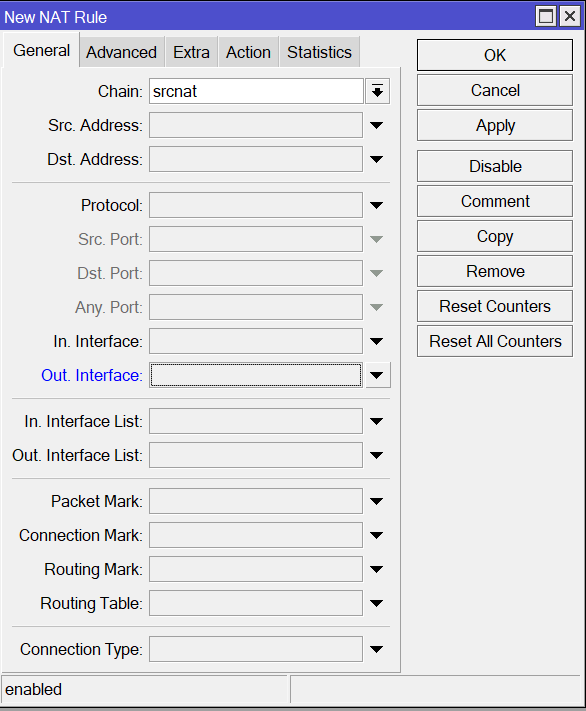 New NAT Rule
General Advanced Extra Action Statistics
Chain: srcnat
Src. Address:
Dst. Address:
Protocol:
Src. Port:
Dst. Port:
Any. Port:
In. Interface:
Out. Interface:
In. Interface List:
Out. Interface List:
Packet Mark:
Connection Mark:
Routing Mark:
Routing Table:
Connection Type:
OK
Cancel
Apply
Disable
Comment
Copy
Remove
Reset Counters
Reset All Counters
enabled